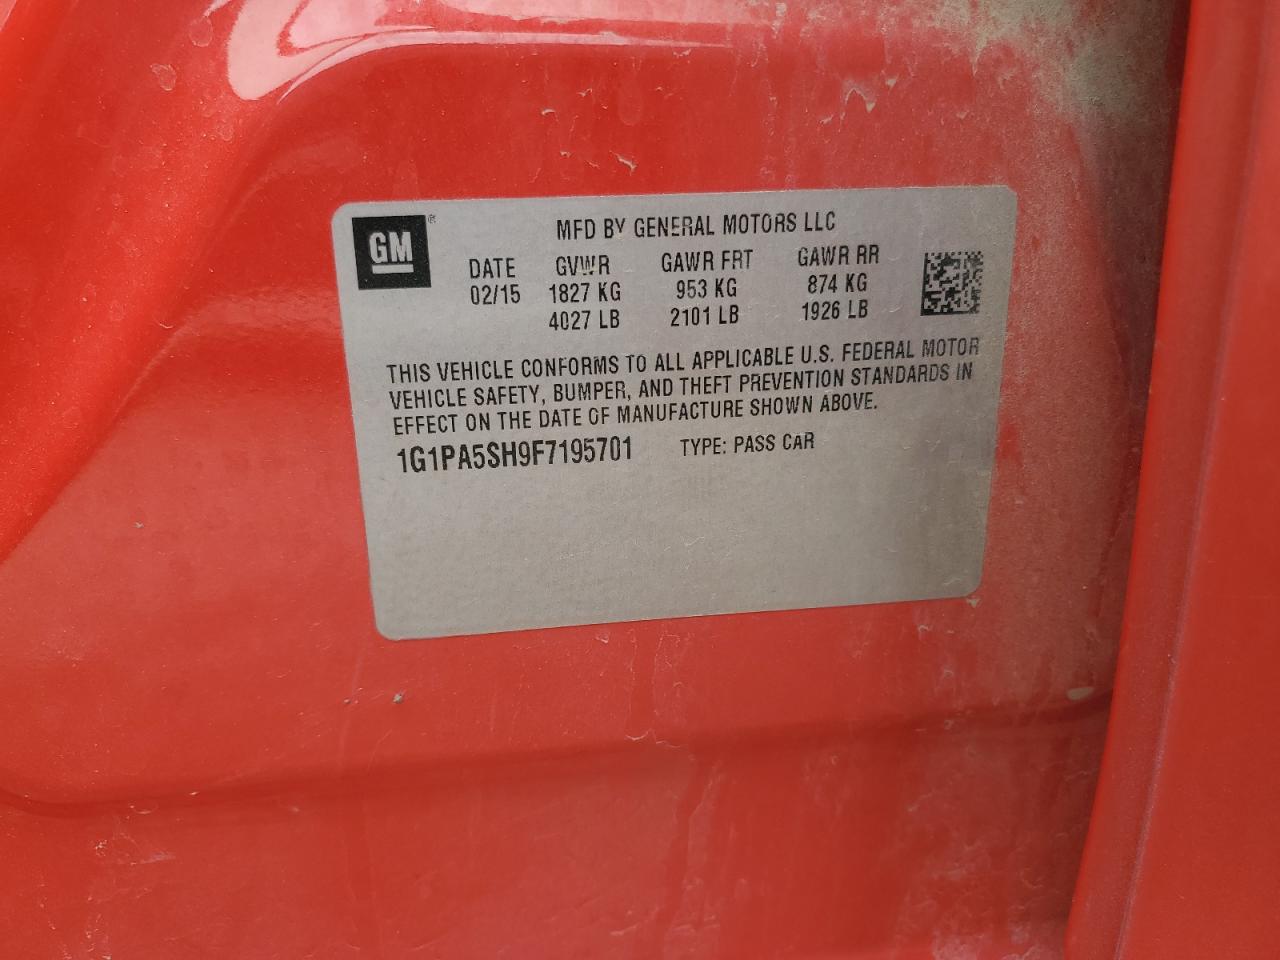 GM ®
MFD BY GENERAL MOTORS LLC
DATE GVWR GAWR FRT GAWR RR
02/15 1827 KG 953 KG 874 KG
4027 LB 2101 LB 1926 LB
THIS VEHICLE CONFORMS TO ALL APPLICABLE U.S. FEDERAL MOTOR
VEHICLE SAFETY, BUMPER, AND THEFT PREVENTION STANDARDS IN
EFFECT ON THE DATE OF MANUFACTURE SHOWN ABOVE.
1G1PA5SH9F7195701 TYPE: PASS CAR